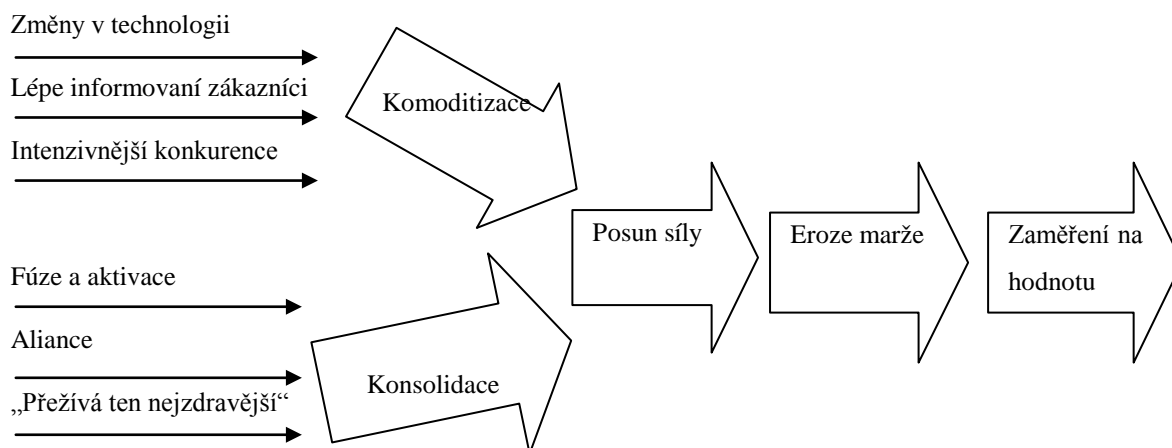 Změny v technologii
Lépe informovaní zákazníci
Intenzivnější konkurence
Komoditizace
Fúze a aktivace
Aliance
„Přežívá ten nejzdravější“
Konsolidace
Posun síly
Eroze marže
Zaměření na
hodnotu